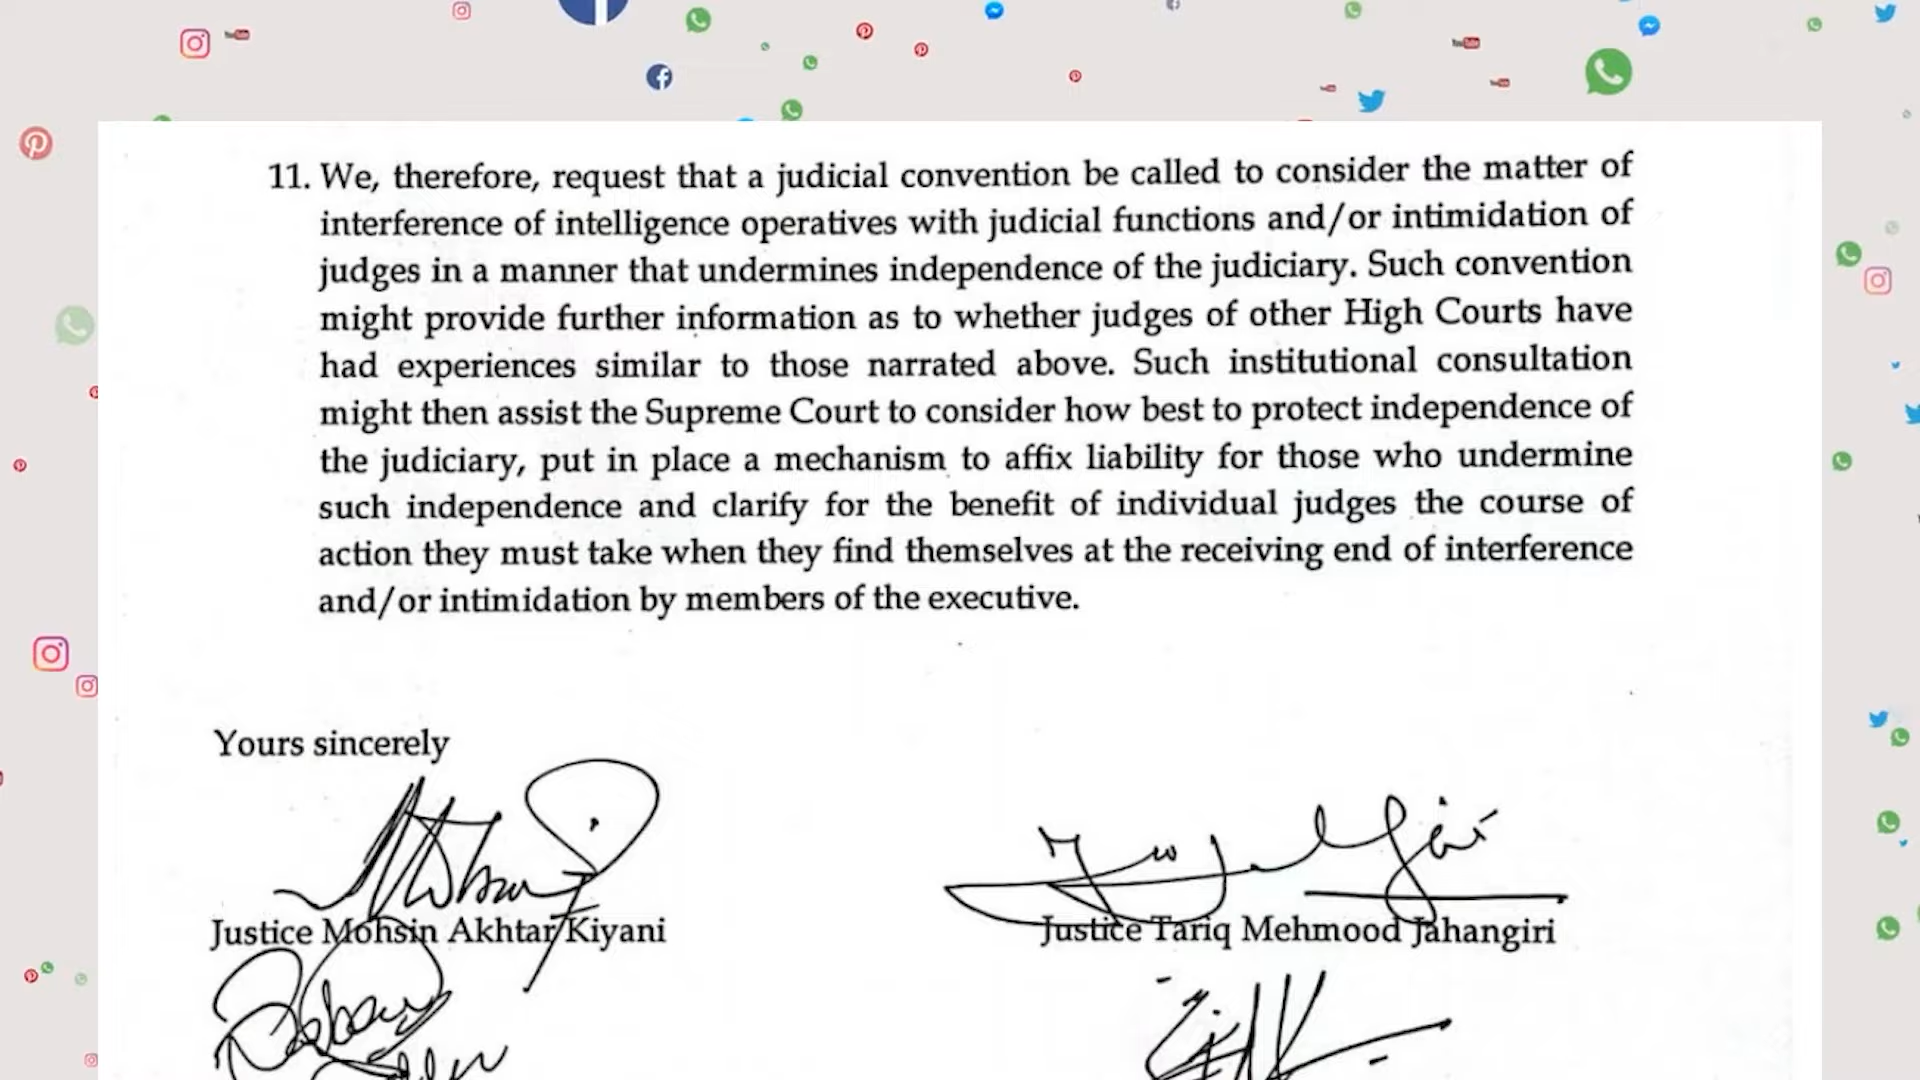 11. We, therefore, request that a judicial convention be called to consider the matter of
interference of intelligence operatives with judicial functions and/or intimidation of
judges in a manner that undermines independence of the judiciary. Such convention
might provide further information as to whether judges of other High Courts have
had experiences similar to those narrated above. Such institutional consultation
might then assist the Supreme Court to consider how best to protect independence of
the judiciary, put in place a mechanism to affix liability for those who undermine
such independence and clarify for the benefit of individual judges the course of
action they must take when they find themselves at the receiving end of interference
and/or intimidation by members of the executive.
Yours sincerely
Justice Mohsin Akhtar Kiyani
Justice Tariq Mehmood Jahangiri